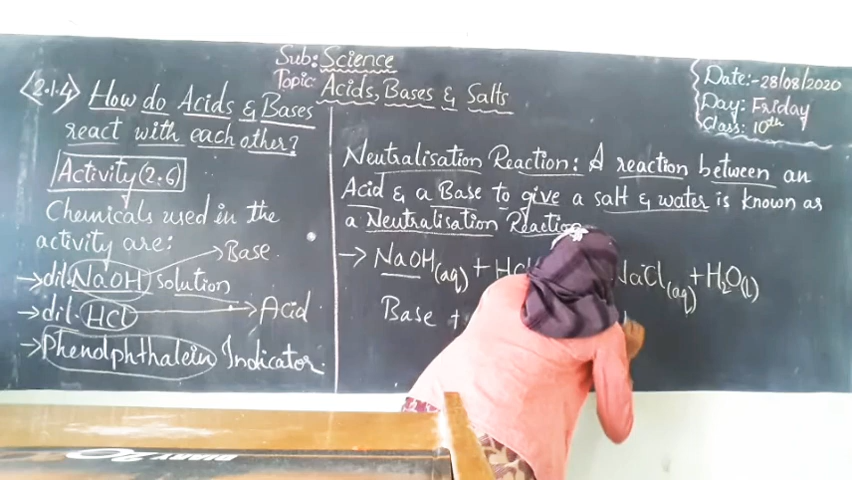 Sub: Science
Topic: Acids, Bases & Salts
Date:- 28/08/2020
Day: Friday
Class: 10th
<2.1.4> How do Acids & Bases
react with each other?
Activity (2.6)
Chemicals used in the
activity are:
→ Base
→ dil. NaOH solution
→ dil. HCl → Acid
→ Phenolphthalein Indicator.
Neutralisation Reaction: A reaction between an
Acid & a Base to give a salt & water is known as
a Neutralisation Reaction
→ NaOH(aq) + HCl NaCl(aq) + H2O(l)
Base +